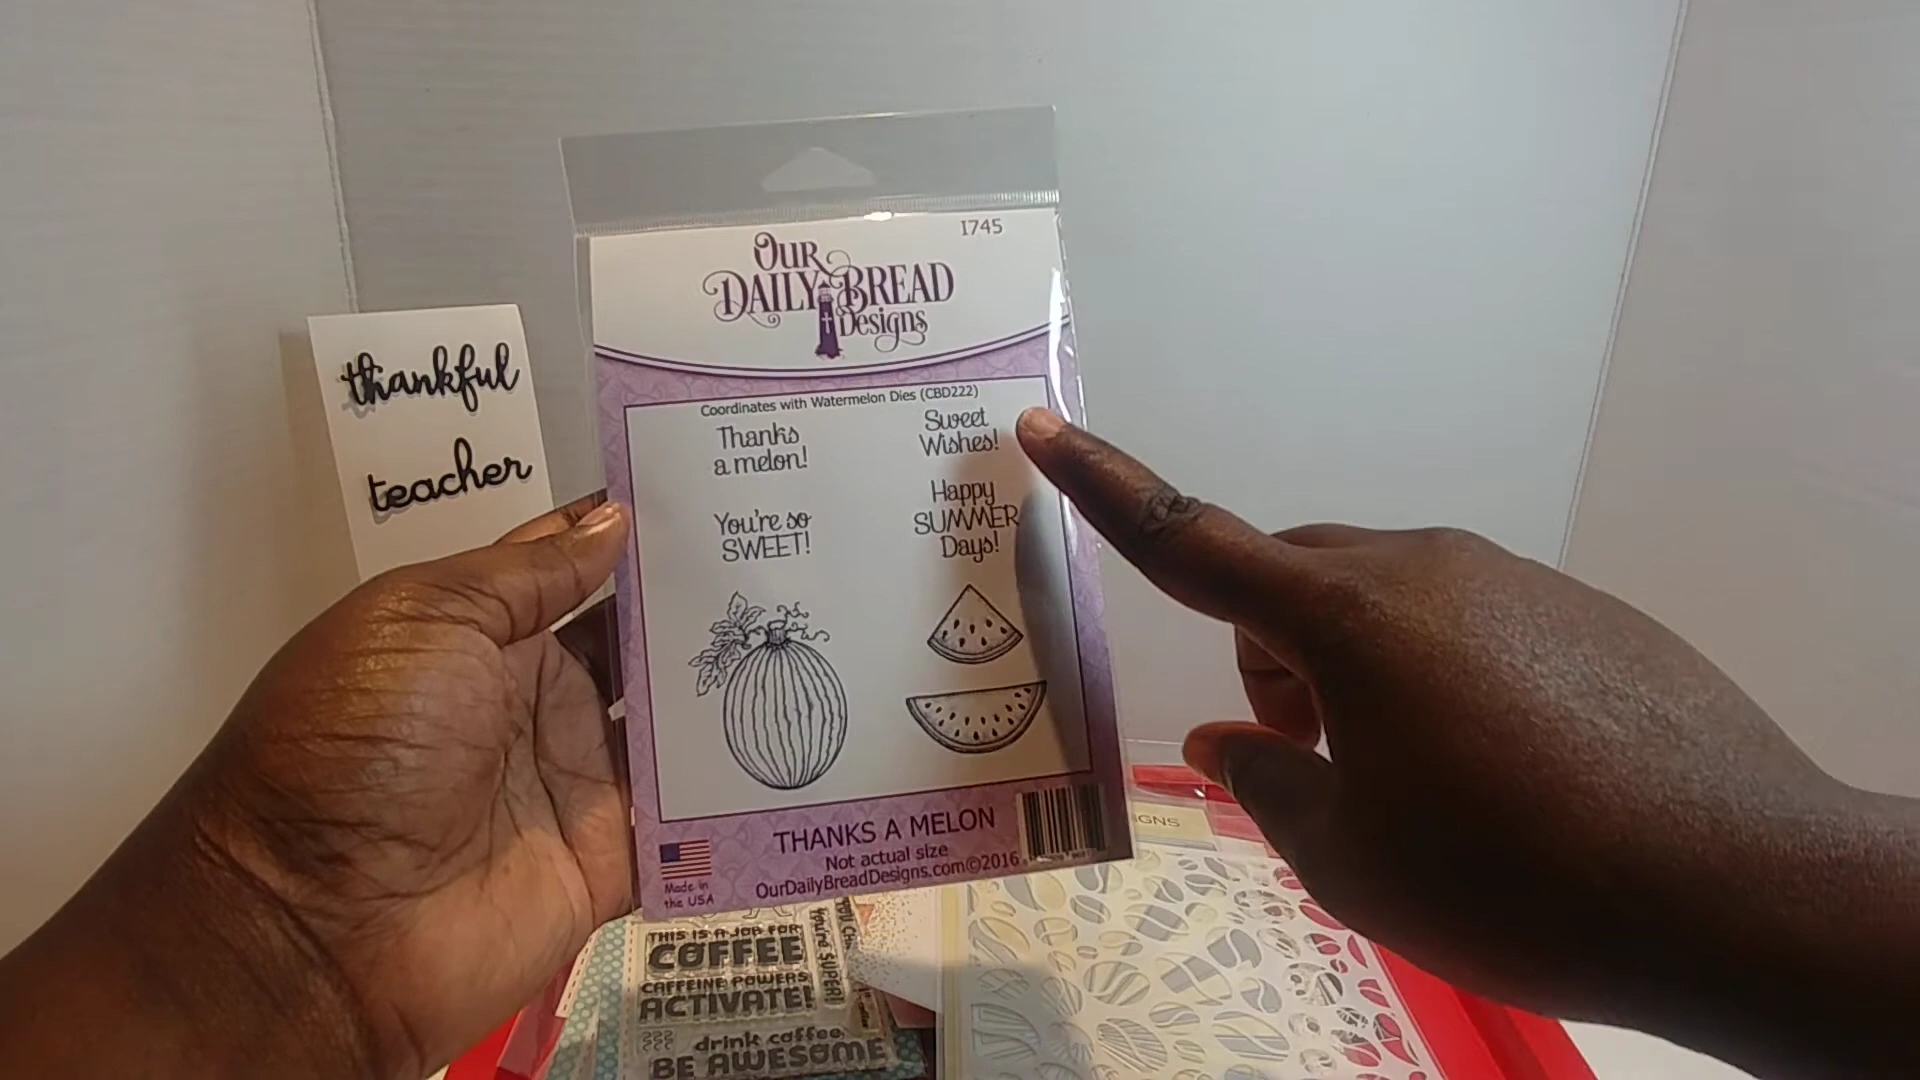 I745
OUR
DAILY BREAD
Designs
Coordinates with Watermelon Dies (CBD222)
Thanks
a melon!
Sweet
Wishes!
You're so
SWEET!
Happy
SUMMER
Days!
THANKS A MELON
Not actual size
OurDailyBreadDesigns.com©2016
Made in
the USA
thankful
teacher
THIS IS A JOB FOR
COFFEE
CAFFEINE POWERS
ACTIVATE!
drink coffee,
BE AWESOME
You're SUPER!